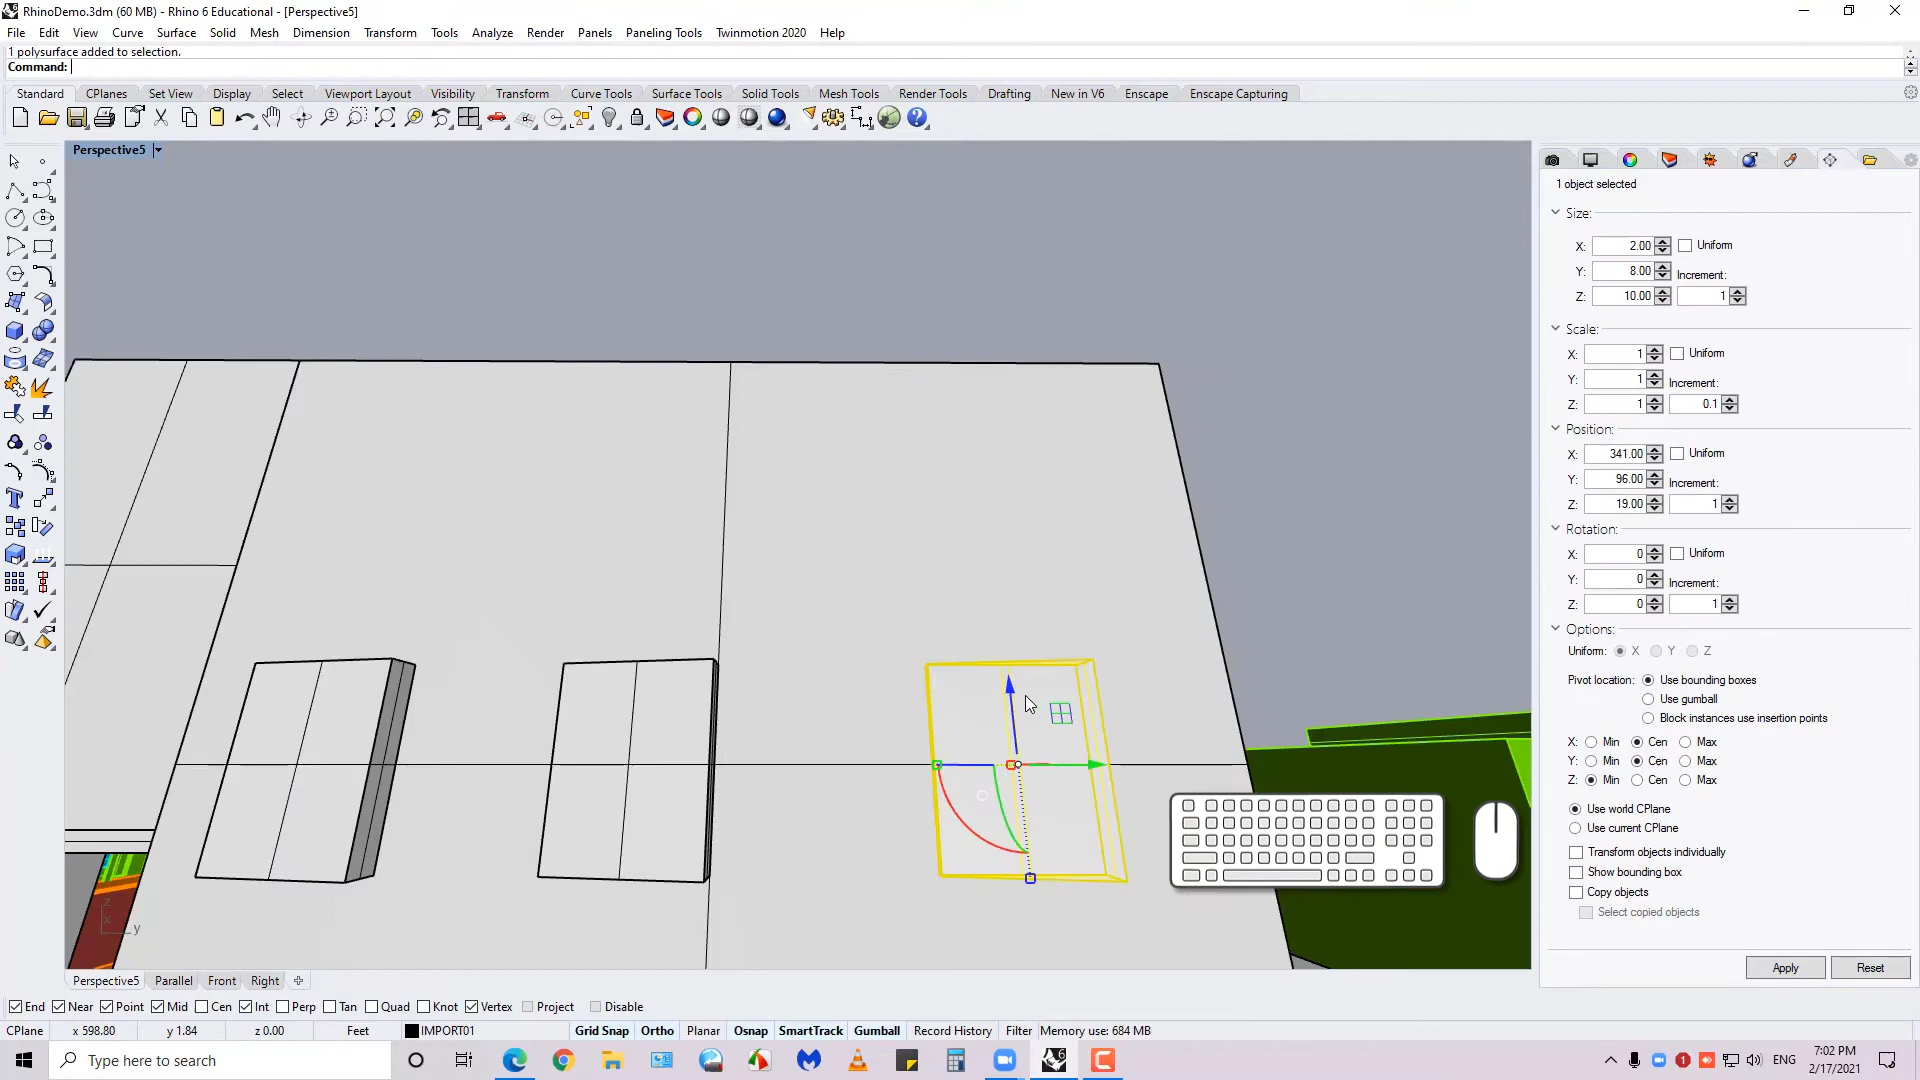 RhinoDemo.3dm (60 MB) - Rhino 6 Educational - [Perspective5]
File Edit View Curve Surface Solid Mesh Dimension Transform Tools Analyze Render Panels Paneling Tools Twinmotion 2020 Help
1 polysurface added to selection.
Command:
Standard CPlanes Set View Display Select Viewport Layout Visibility Transform Curve Tools Surface Tools Solid Tools Mesh Tools Render Tools Drafting New in V6 Enscape Enscape Capturing
Perspective5
1 object selected
Size:
X: 2.00 Uniform
Y: 8.00 Increment:
Z: 10.00 1
Scale:
X: 1 Uniform
Y: 1 Increment:
Z: 1 0.1
Position:
X: 341.00 Uniform
Y: 96.00 Increment:
Z: 19.00 1
Rotation:
X: 0 Uniform
Y: 0 Increment:
Z: 0 1
Options:
Uniform: X Y Z
Pivot location: Use bounding boxes
Use gumball
Block instances use insertion points
X: Min Cen Max
Y: Min Cen Max
Z: Min Cen Max
Use world CPlane
Use current CPlane
Transform objects individually
Show bounding box
Copy objects
Select copied objects
Apply Reset
z
x
y
Perspective5 Parallel Front Right
End Near Point Mid Cen Int Perp Tan Quad Knot Vertex Project Disable
CPlane x 598.80 y 1.84 z 0.00 Feet IMPORT01 Grid Snap Ortho Planar Osnap SmartTrack Gumball Record History Filter Memory use: 684 MB
Type here to search
6
1
ENG
7:02 PM
2/17/2021